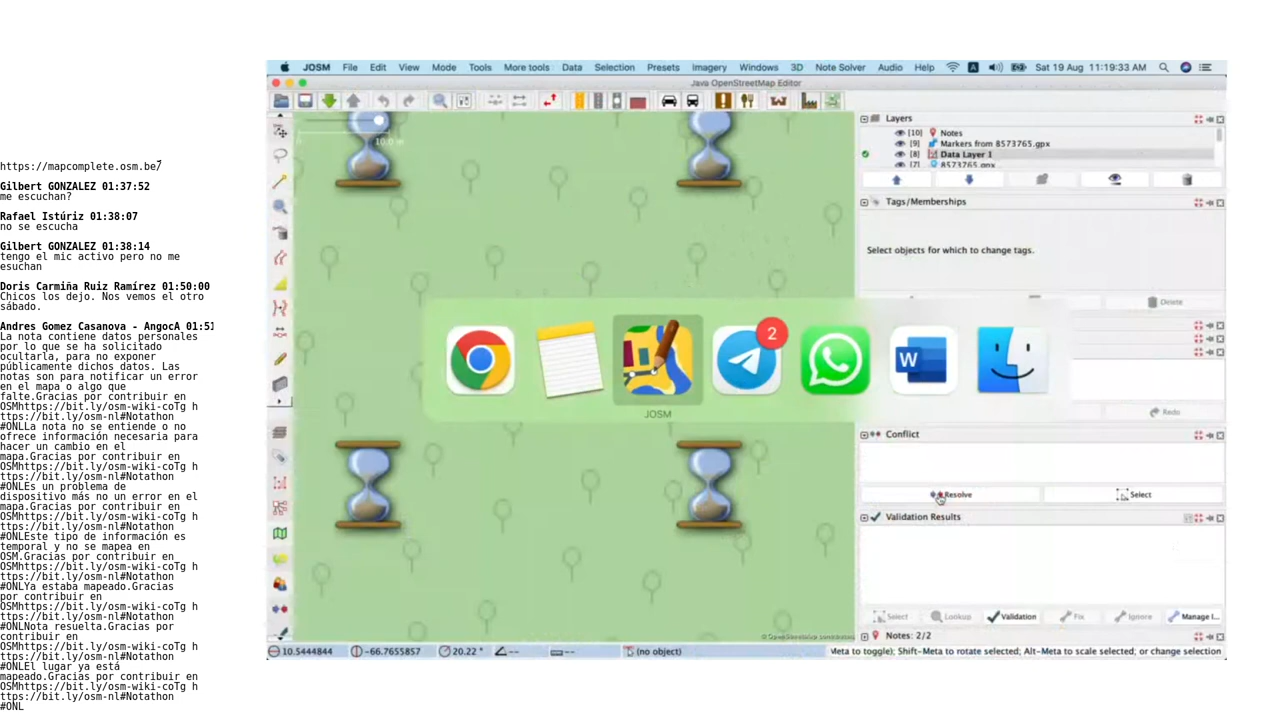 https://mapcomplete.osm.be/
Gilbert GONZALEZ 01:37:52
me escuchan?
Rafael Istúriz 01:38:07
no se escucha
Gilbert GONZALEZ 01:38:14
tengo el mic activo pero no me
esuchan
Doris Carmiña Ruiz Ramírez 01:50:00
Chicos los dejo. Nos vemos el otro
sábado.
Andres Gomez Casanova - AngocA 01:51
La nota contiene datos personales
por lo que se ha solicitado
ocultarla, para no exponer
públicamente dichos datos. Las
notas son para notificar un error
en el mapa o algo que
falte.Gracias por contribuir en
OSMhttps://bit.ly/osm-wiki-coTg h
ttps://bit.ly/osm-nl#Notathon
#ONLLa nota no se entiende o no
ofrece información necesaria para
hacer un cambio en el
mapa.Gracias por contribuir en
OSMhttps://bit.ly/osm-wiki-coTg h
ttps://bit.ly/osm-nl#Notathon
#ONLEs un problema de
dispositivo más no un error en el
mapa.Gracias por contribuir en
OSMhttps://bit.ly/osm-wiki-coTg h
ttps://bit.ly/osm-nl#Notathon
#ONLEste tipo de información es
temporal y no se mapea en
OSM.Gracias por contribuir en
OSMhttps://bit.ly/osm-wiki-coTg h
ttps://bit.ly/osm-nl#Notathon
#ONLYa estaba mapeado.Gracias
por contribuir en
OSMhttps://bit.ly/osm-wiki-coTg h
ttps://bit.ly/osm-nl#Notathon
#ONLNota resuelta.Gracias por
contribuir en
OSMhttps://bit.ly/osm-wiki-coTg h
ttps://bit.ly/osm-nl#Notathon
#ONLEl lugar ya está
mapeado.Gracias por contribuir en
OSMhttps://bit.ly/osm-wiki-coTg h
ttps://bit.ly/osm-nl#Notathon
#ONL
JOSM File Edit View Mode Tools More tools Data Selection Presets Imagery Windows 3D Note Solver Audio Help A Sat 19 Aug 11:19:33 AM
Java OpenStreetMap Editor
10.0 m
Layers
[10] Notes
[9] Markers from 8573765.gpx
[8] Data Layer 1
[7] 8573765.gpx
Tags/Memberships
Select objects for which to change tags.
Delete
2
W
JOSM
Redo
Conflict
Resolve Select
Validation Results
Select Lookup Validation Fix Ignore Manage I...
© OpenStreetMap contributors
Notes: 2/2
10.5444844 -66.7655857 20.22 ° -- -- (no object) Meta to toggle); Shift-Meta to rotate selected; Alt-Meta to scale selected; or change selection